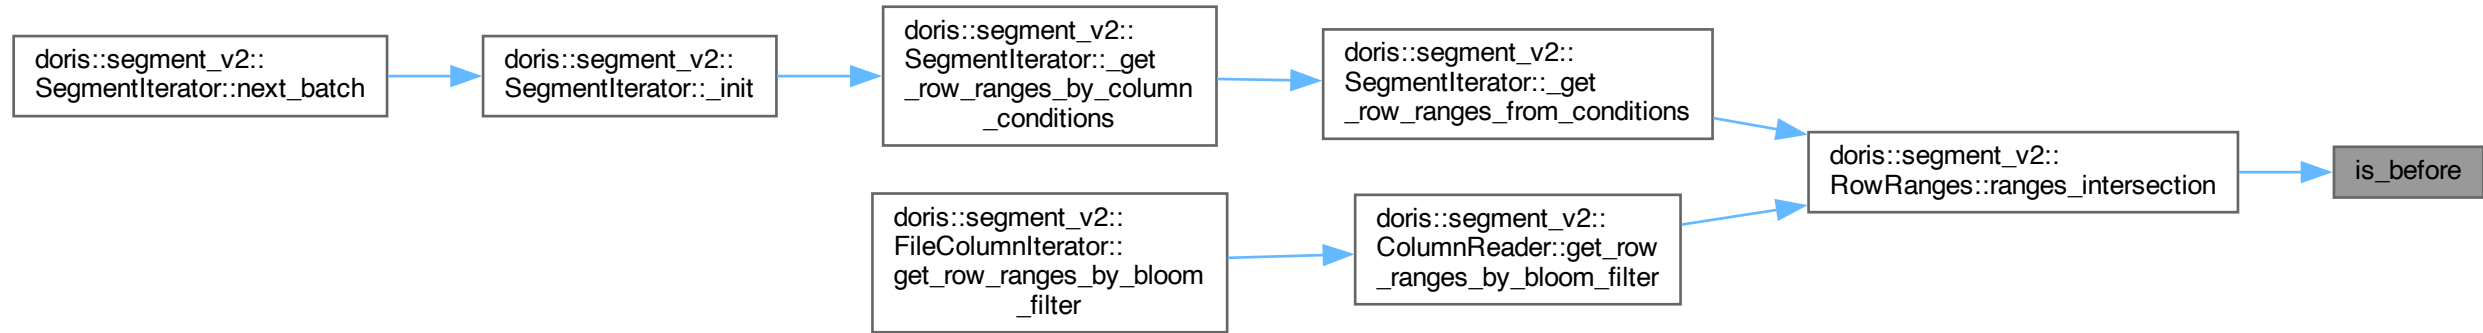 doris::segment_v2::
SegmentIterator::next_batch
doris::segment_v2::
SegmentIterator::_init
doris::segment_v2::
SegmentIterator::_get
_row_ranges_by_column
_conditions
doris::segment_v2::
SegmentIterator::_get
_row_ranges_from_conditions
doris::segment_v2::
RowRanges::ranges_intersection
is_before
doris::segment_v2::
FileColumnIterator::
get_row_ranges_by_bloom
_filter
doris::segment_v2::
ColumnReader::get_row
_ranges_by_bloom_filter